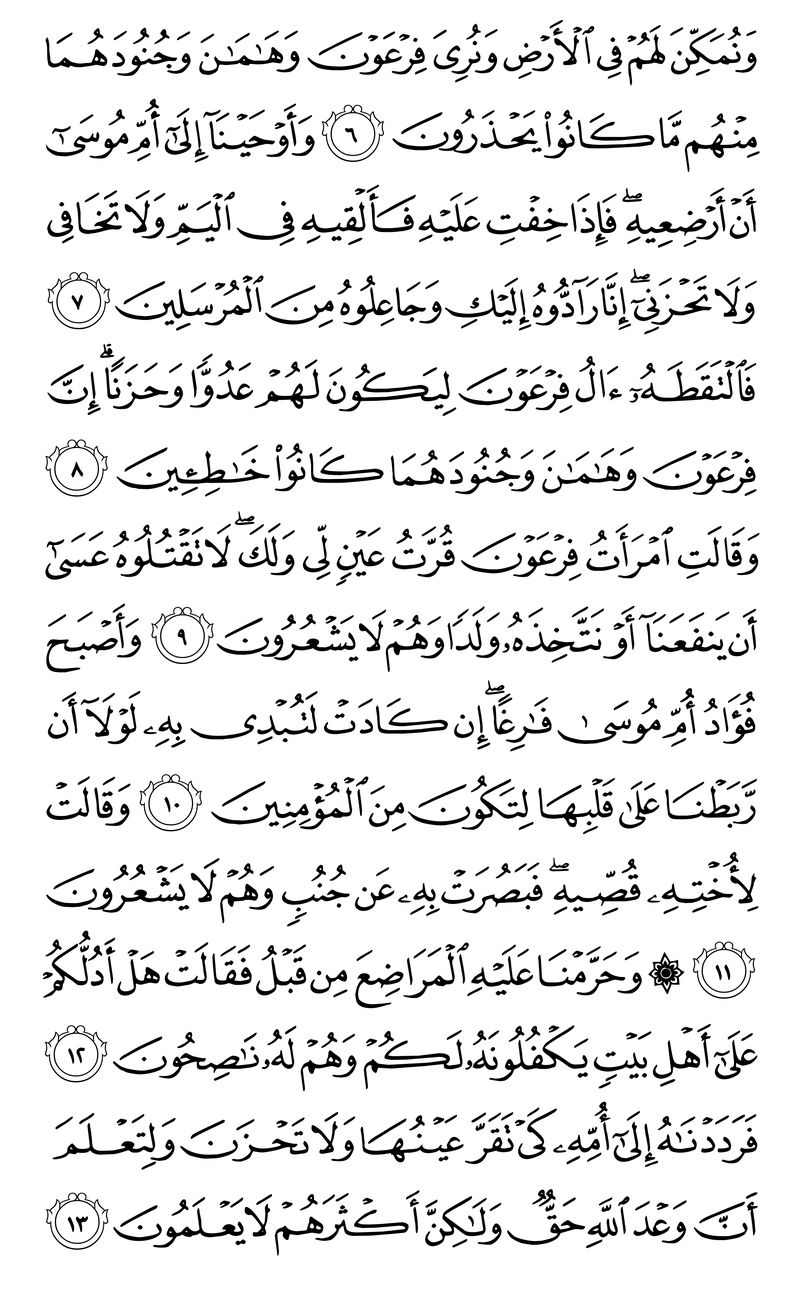 وَنُمَكِّنَ لَهُمْ فِي ٱلْأَرْضِ وَنُرِيَ فِرْعَوْنَ وَهَـٰمَـٰنَ وَجُنُودَهُمَا
مِنْهُم مَّا كَانُوا۟ يَحْذَرُونَ ٦ وَأَوْحَيْنَآ إِلَىٰٓ أُمِّ مُوسَىٰٓ
أَنْ أَرْضِعِيهِ ۖ فَإِذَا خِفْتِ عَلَيْهِ فَأَلْقِيهِ فِي ٱلْيَمِّ وَلَا تَخَافِي
وَلَا تَحْزَنِيٓ ۖ إِنَّا رَآدُّوهُ إِلَيْكِ وَجَاعِلُوهُ مِنَ ٱلْمُرْسَلِينَ ٧
فَٱلْتَقَطَهُۥٓ ءَالُ فِرْعَوْنَ لِيَكُونَ لَهُمْ عَدُوًّا وَحَزَنًا ۗ إِنَّ
فِرْعَوْنَ وَهَـٰمَـٰنَ وَجُنُودَهُمَا كَانُوا۟ خَـٰطِـِٔينَ ٨
وَقَالَتِ ٱمْرَأَتُ فِرْعَوْنَ قُرَّتُ عَيْنٍ لِّي وَلَكَ ۖ لَا تَقْتُلُوهُ عَسَىٰٓ
أَن يَنفَعَنَآ أَوْ نَتَّخِذَهُۥ وَلَدًا وَهُمْ لَا يَشْعُرُونَ ٩ وَأَصْبَحَ
فُؤَادُ أُمِّ مُوسَىٰ فَـٰرِغًا ۖ إِن كَادَتْ لَتُبْدِي بِهِۦ لَوْلَآ أَن
رَّبَطْنَا عَلَىٰ قَلْبِهَا لِتَكُونَ مِنَ ٱلْمُؤْمِنِينَ ١٠ وَقَالَتْ
لِأُخْتِهِۦ قُصِّيهِ ۖ فَبَصُرَتْ بِهِۦ عَن جُنُبٍ وَهُمْ لَا يَشْعُرُونَ
١١ ۞ وَحَرَّمْنَا عَلَيْهِ ٱلْمَرَاضِعَ مِن قَبْلُ فَقَالَتْ هَلْ أَدُلُّكُمْ
عَلَىٰٓ أَهْلِ بَيْتٍ يَكْفُلُونَهُۥ لَكُمْ وَهُمْ لَهُۥ نَـٰصِحُونَ ١٢
فَرَدَدْنَـٰهُ إِلَىٰٓ أُمِّهِۦ كَيْ تَقَرَّ عَيْنُهَا وَلَا تَحْزَنَ وَلِتَعْلَمَ
أَنَّ وَعْدَ ٱللَّهِ حَقٌّ وَلَـٰكِنَّ أَكْثَرَهُمْ لَا يَعْلَمُونَ ١٣